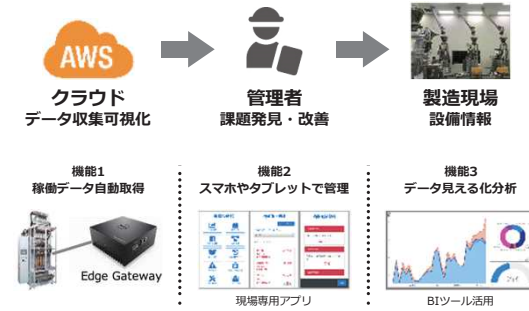 AWS
クラウド
データ収集可視化
管理者
課題発見・改善
製造現場
設備情報
機能1
稼働データ自動取得
Edge Gateway
機能2
スマホやタブレットで管理
現場専用アプリ
機能3
データ見える化分析
BIツール活用